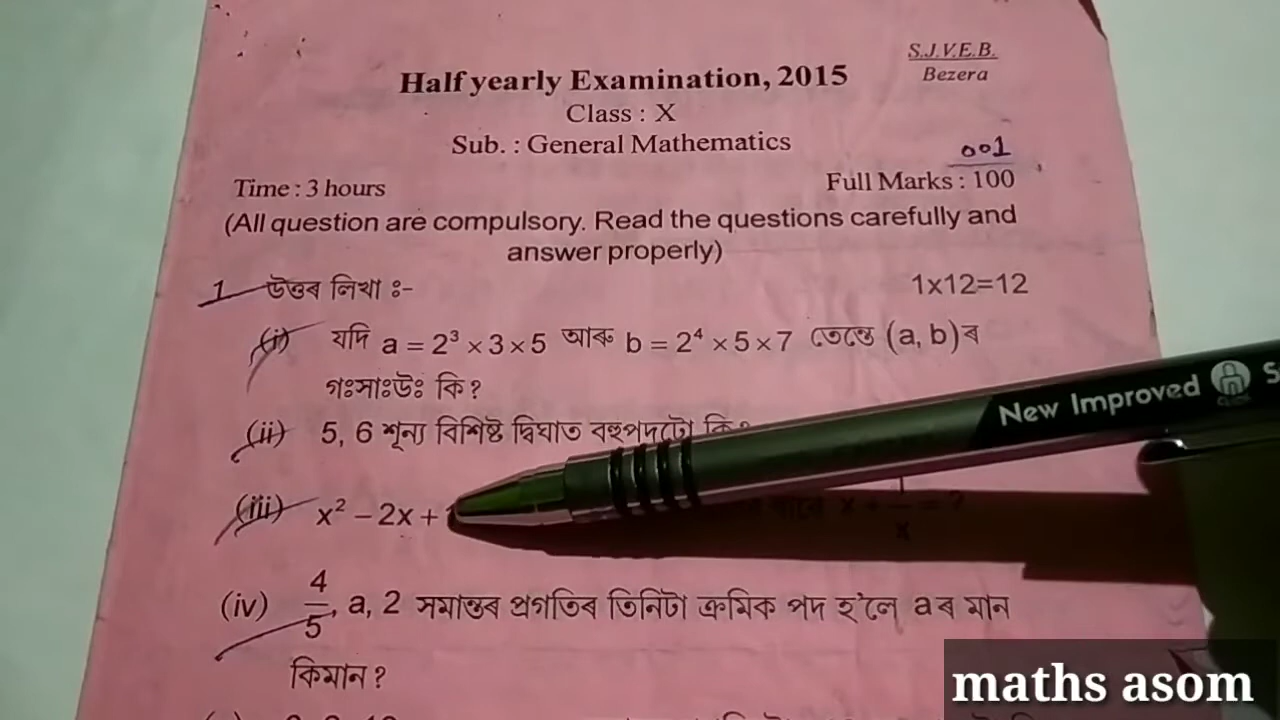 S.J.V.E.B.
Bezera
Half yearly Examination, 2015
Class : X
Sub. : General Mathematics
001
Time : 3 hours
Full Marks : 100
(All question are compulsory. Read the questions carefully and
answer properly)
1 উত্তৰ লিখা ঃ-
1x12=12
(i) যদি a = 2³ × 3 × 5 আৰু b = 2⁴ × 5 × 7 তেন্তে (a, b)ৰ
গঃসাঃউঃ কি ?
(ii) 5, 6 শূন্য বিশিষ্ট দ্বিঘাত বহুপদটো কি ?
New Improved
(iii) x² – 2x +
(iv) 4/5, a, 2 সমান্তৰ প্ৰগতিৰ তিনিটা ক্ৰমিক পদ হ'লে a ৰ মান
কিমান ?
maths asom